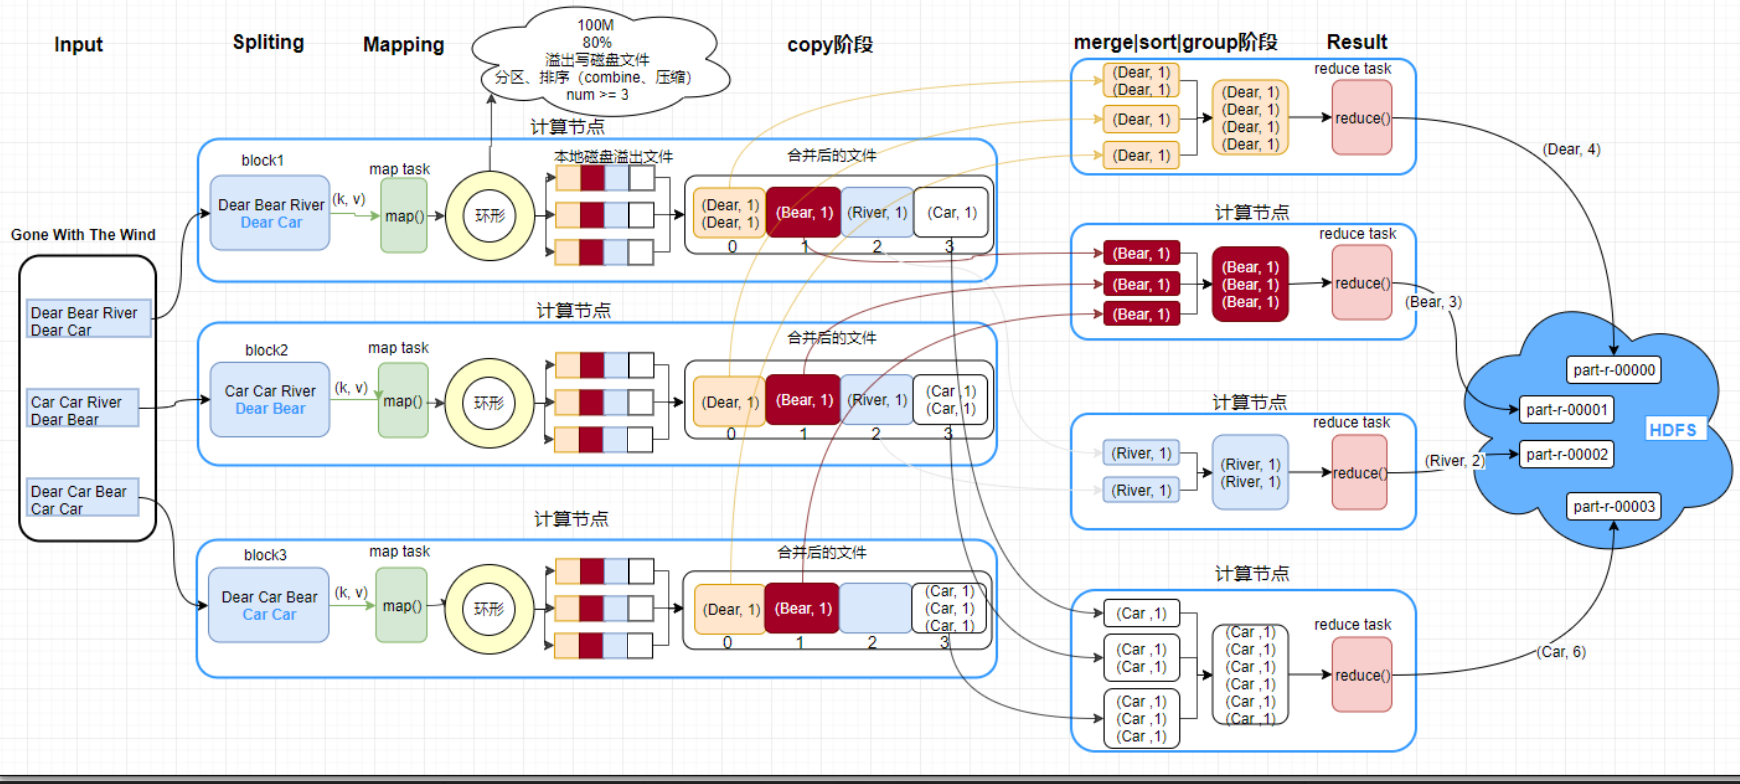 Input
Spliting
Mapping
100M
80%
溢出写磁盘文件
分区、排序（combine、压缩）
num >= 3
copy阶段
merge|sort|group阶段
Result
Gone With The Wind
Dear Bear River
Dear Car
Car Car River
Dear Bear
Dear Car Bear
Car Car
计算节点
block1
Dear Bear River
Dear Car
(k, v)
map task
map()
环形
本地磁盘溢出文件
合并后的文件
(Dear, 1)
(Dear, 1)
(Bear, 1)
(River, 1)
(Car, 1)
0
1
2
3
计算节点
block2
Car Car River
Dear Bear
(k, v)
map task
map()
环形
合并后的文件
(Dear, 1)
(Bear, 1)
(River, 1)
(Car ,1)
(Car, 1)
0
1
2
3
计算节点
block3
Dear Car Bear
Car Car
(k, v)
map task
map()
环形
合并后的文件
(Dear, 1)
(Bear, 1)
(Car, 1)
(Car, 1)
(Car, 1)
0
1
2
3
(Dear, 1)
(Dear, 1)
(Dear, 1)
(Dear, 1)
(Dear, 1)
(Dear, 1)
(Dear, 1)
(Dear, 1)
reduce task
reduce()
(Dear, 4)
计算节点
(Bear, 1)
(Bear, 1)
(Bear, 1)
(Bear, 1)
(Bear, 1)
(Bear, 1)
reduce task
reduce()
(Bear, 3)
计算节点
(River, 1)
(River, 1)
(River, 1)
(River, 1)
reduce task
reduce()
(River, 2)
计算节点
(Car ,1)
(Car ,1)
(Car ,1)
(Car ,1)
(Car ,1)
(Car ,1)
(Car ,1)
(Car ,1)
(Car ,1)
(Car ,1)
(Car ,1)
(Car ,1)
reduce task
reduce()
(Car, 6)
part-r-00000
part-r-00001
HDFS
part-r-00002
part-r-00003